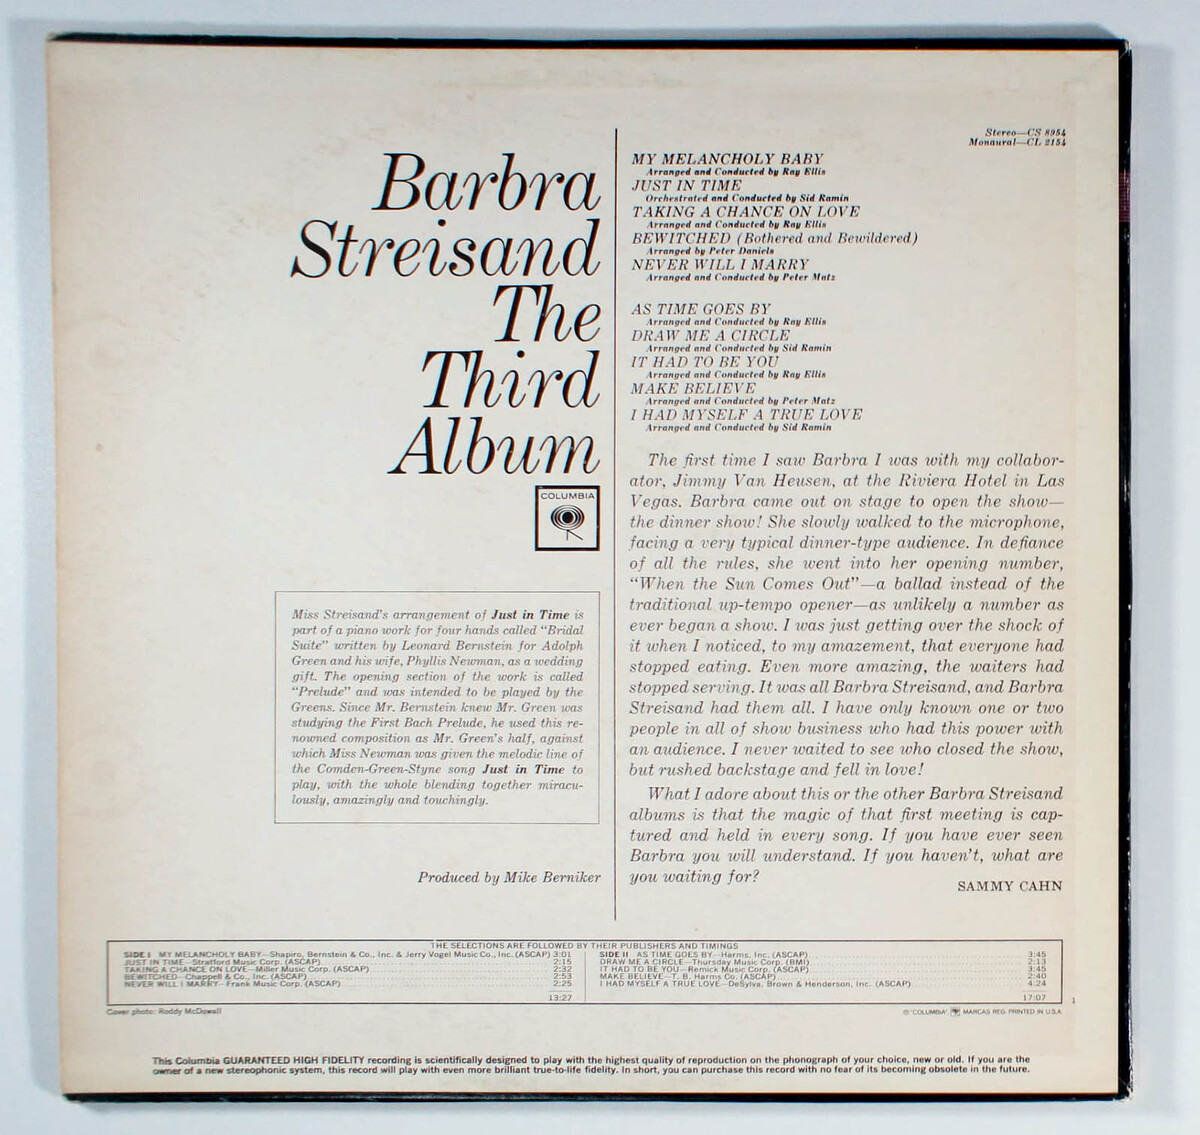 Stereo—CS 8954
Monaural—CL 2154
Barbra
Streisand
The
Third
Album
COLUMBIA
MY MELANCHOLY BABY
Arranged and Conducted by Ray Ellis
JUST IN TIME
Orchestrated and Conducted by Sid Ramin
TAKING A CHANCE ON LOVE
Arranged and Conducted by Ray Ellis
BEWITCHED (Bothered and Bewildered)
Arranged by Peter Daniels
NEVER WILL I MARRY
Arranged and Conducted by Peter Matz
AS TIME GOES BY
Arranged and Conducted by Ray Ellis
DRAW ME A CIRCLE
Arranged and Conducted by Sid Ramin
IT HAD TO BE YOU
Arranged and Conducted by Ray Ellis
MAKE BELIEVE
Arranged and Conducted by Peter Matz
I HAD MYSELF A TRUE LOVE
Arranged and Conducted by Sid Ramin
Miss Streisand's arrangement of Just in Time is
part of a piano work for four hands called "Bridal
Suite" written by Leonard Bernstein for Adolph
Green and his wife, Phyllis Newman, as a wedding
gift. The opening section of the work is called
"Prelude" and was intended to be played by the
Greens. Since Mr. Bernstein knew Mr. Green was
studying the First Bach Prelude, he used this re-
nowned composition as Mr. Green's half, against
which Miss Newman was given the melodic line of
the Comden-Green-Styne song Just in Time to
play, with the whole blending together miracu-
lously, amazingly and touchingly.
Produced by Mike Berniker
The first time I saw Barbra I was with my collabor-
ator, Jimmy Van Heusen, at the Riviera Hotel in Las
Vegas. Barbra came out on stage to open the show—
the dinner show! She slowly walked to the microphone,
facing a very typical dinner-type audience. In defiance
of all the rules, she went into her opening number,
"When the Sun Comes Out"—a ballad instead of the
traditional up-tempo opener—as unlikely a number as
ever began a show. I was just getting over the shock of
it when I noticed, to my amazement, that everyone had
stopped eating. Even more amazing, the waiters had
stopped serving. It was all Barbra Streisand, and Barbra
Streisand had them all. I have only known one or two
people in all of show business who had this power with
an audience. I never waited to see who closed the show,
but rushed backstage and fell in love!
What I adore about this or the other Barbra Streisand
albums is that the magic of that first meeting is cap-
tured and held in every song. If you have ever seen
Barbra you will understand. If you haven't, what are
you waiting for?
SAMMY CAHN
THE SELECTIONS ARE FOLLOWED BY THEIR PUBLISHERS AND TIMINGS
SIDE I MY MELANCHOLY BABY—Shapiro, Bernstein & Co., Inc. & Jerry Vogel Music Co., Inc. (ASCAP) 3:01
JUST IN TIME—Stratford Music Corp. (ASCAP) 2:15
TAKING A CHANCE ON LOVE—Miller Music Corp. (ASCAP) 2:32
BEWITCHED—Chappell & Co., Inc. (ASCAP) 2:53
NEVER WILL I MARRY—Frank Music Corp. (ASCAP) 2:25
13:27
SIDE II AS TIME GOES BY—Harms, Inc. (ASCAP) 3:45
DRAW ME A CIRCLE—Thursday Music Corp. (BMI) 2:13
IT HAD TO BE YOU—Remick Music Corp. (ASCAP) 3:45
MAKE BELIEVE—T. B. Harms Co. (ASCAP) 2:40
I HAD MYSELF A TRUE LOVE—DeSylva, Brown & Henderson, Inc. (ASCAP) 4:24
17:07
1
Cover photo: Roddy McDowall
© "COLUMBIA", MARCAS REG. PRINTED IN U.S.A.
This Columbia GUARANTEED HIGH FIDELITY recording is scientifically designed to play with the highest quality of reproduction on the phonograph of your choice, new or old. If you are the
owner of a new stereophonic system, this record will play with even more brilliant true-to-life fidelity. In short, you can purchase this record with no fear of its becoming obsolete in the future.